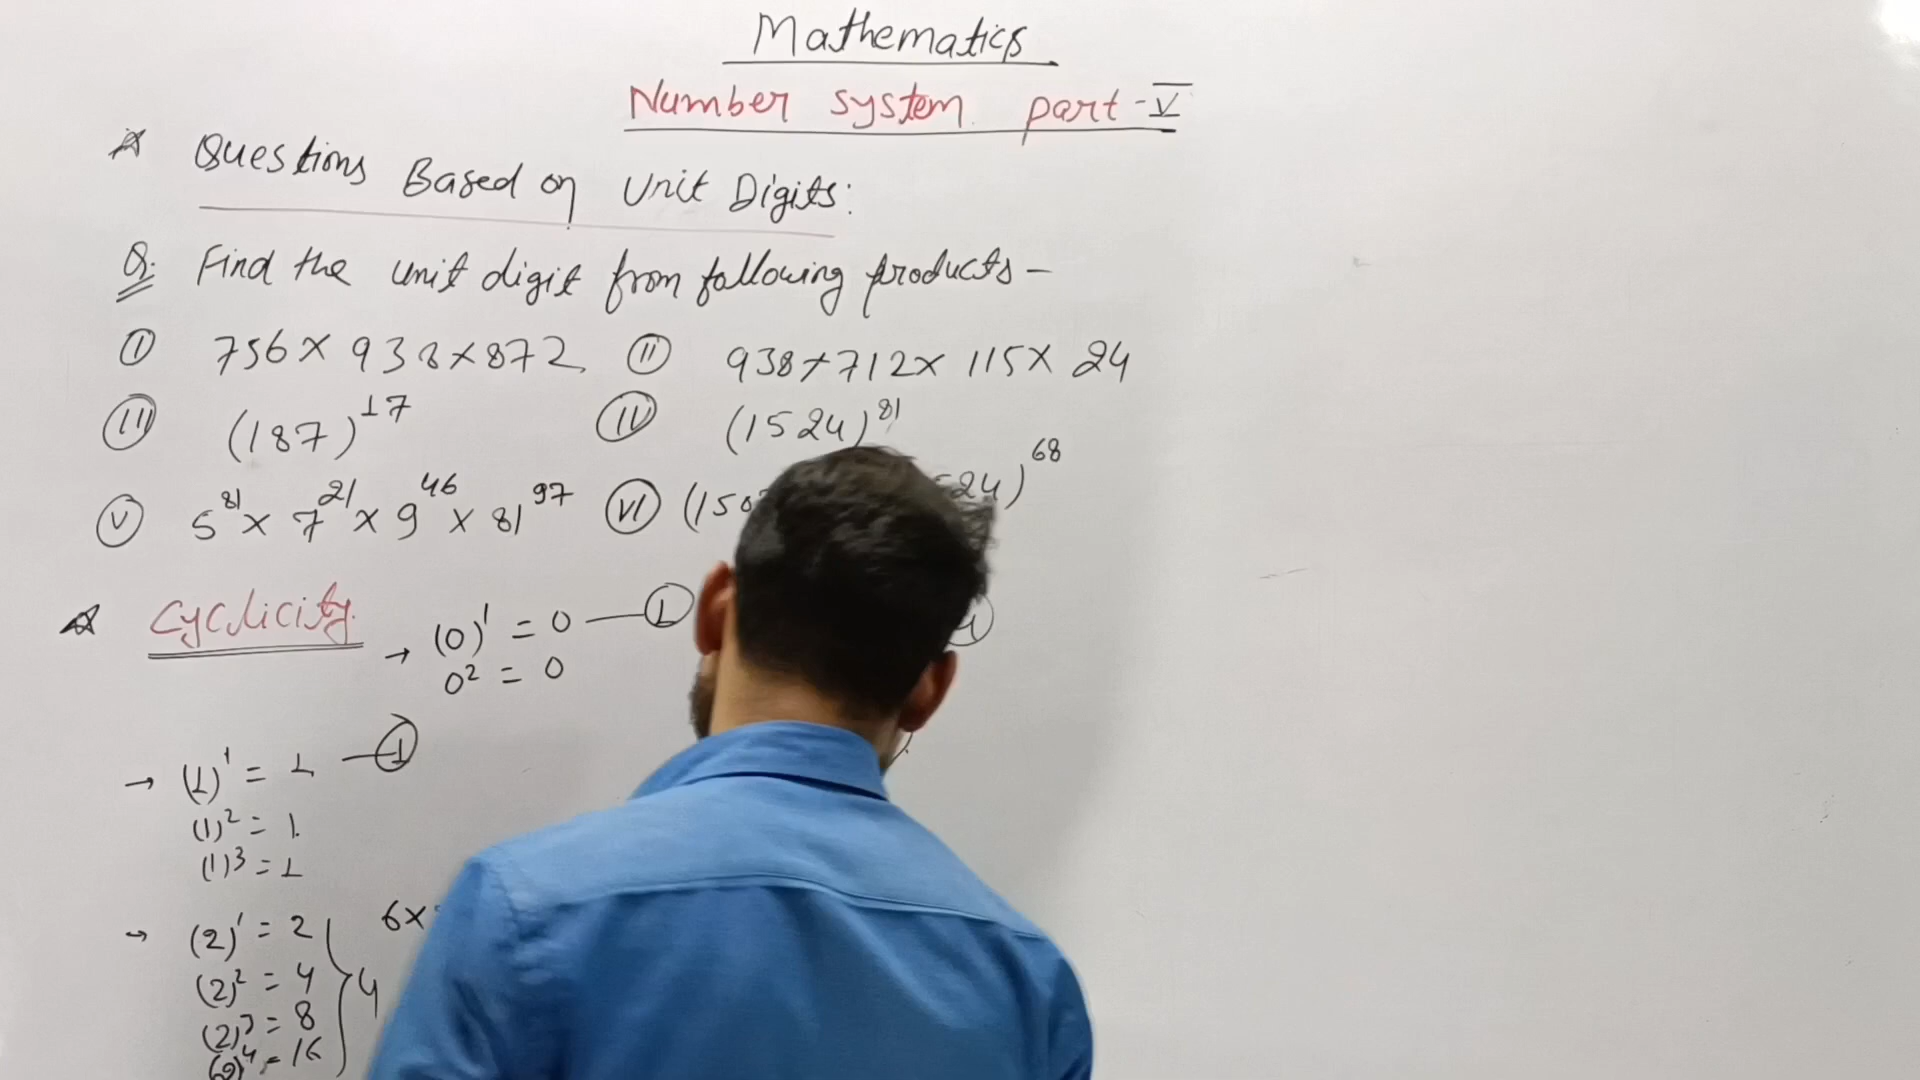 Mathematics
Number system part-V
Questions Based on Unit Digits:
Q. Find the unit digit from following products-
(I) 756 × 938 × 872 (II) 938 × 712 × 115 × 24
(III) (187)^17 (IV) (1524)^81
(V) 5^81 × 7^21 × 9^46 × 81^97 (VI) (150 24)^68
Cyclicity → (0)^1 = 0 — (1)
0^2 = 0
→ (1)^1 = 1 — (1)
(1)^2 = 1
(1)^3 = 1
→ (2)^1 = 2 6×
(2)^2 = 4
4
(2)^3 = 8
(2)^4 = 16